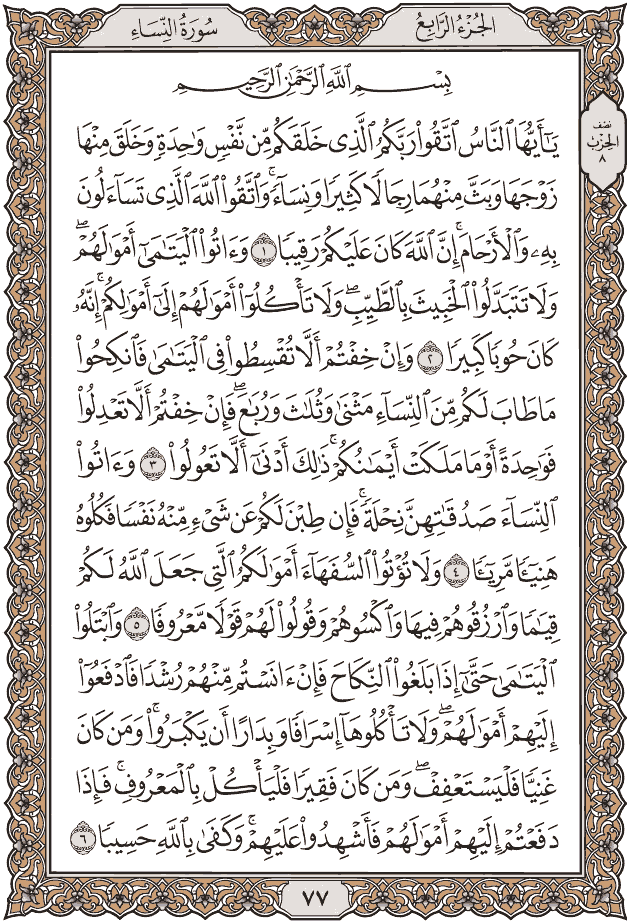 الجُزْءُ الرَّابِعُ
سُورَةُ النِّسَاءِ
نصف
الحزب
٨
بِسْمِ ٱللَّهِ ٱلرَّحْمَٰنِ ٱلرَّحِيمِ
يَٰٓأَيُّهَا ٱلنَّاسُ ٱتَّقُوا۟ رَبَّكُمُ ٱلَّذِى خَلَقَكُم مِّن نَّفْسٍ وَٰحِدَةٍ وَخَلَقَ مِنْهَا
زَوْجَهَا وَبَثَّ مِنْهُمَا رِجَالًا كَثِيرًا وَنِسَآءً ۚ وَٱتَّقُوا۟ ٱللَّهَ ٱلَّذِى تَسَآءَلُونَ
بِهِۦ وَٱلْأَرْحَامَ ۚ إِنَّ ٱللَّهَ كَانَ عَلَيْكُمْ رَقِيبًا ١ وَءَاتُوا۟ ٱلْيَتَٰمَىٰٓ أَمْوَٰلَهُمْ ۖ
وَلَا تَتَبَدَّلُوا۟ ٱلْخَبِيثَ بِٱلطَّيِّبِ ۖ وَلَا تَأْكُلُوٓا۟ أَمْوَٰلَهُمْ إِلَىٰٓ أَمْوَٰلِكُمْ ۚ إِنَّهُۥ
كَانَ حُوبًا كَبِيرًا ٢ وَإِنْ خِفْتُمْ أَلَّا تُقْسِطُوا۟ فِى ٱلْيَتَٰمَىٰ فَٱنكِحُوا۟
مَا طَابَ لَكُم مِّنَ ٱلنِّسَآءِ مَثْنَىٰ وَثُلَٰثَ وَرُبَٰعَ ۖ فَإِنْ خِفْتُمْ أَلَّا تَعْدِلُوا۟
فَوَٰحِدَةً أَوْ مَا مَلَكَتْ أَيْمَٰنُكُمْ ۚ ذَٰلِكَ أَدْنَىٰٓ أَلَّا تَعُولُوا۟ ٣ وَءَاتُوا۟
ٱلنِّسَآءَ صَدُقَٰتِهِنَّ نِحْلَةً ۚ فَإِن طِبْنَ لَكُمْ عَن شَىْءٍ مِّنْهُ نَفْسًا فَكُلُوهُ
هَنِيٓـًٔا مَّرِيٓـًٔا ٤ وَلَا تُؤْتُوا۟ ٱلسُّفَهَآءَ أَمْوَٰلَكُمُ ٱلَّتِى جَعَلَ ٱللَّهُ لَكُمْ
قِيَٰمًا وَٱرْزُقُوهُمْ فِيهَا وَٱكْسُوهُمْ وَقُولُوا۟ لَهُمْ قَوْلًا مَّعْرُوفًا ٥ وَٱبْتَلُوا۟
ٱلْيَتَٰمَىٰ حَتَّىٰٓ إِذَا بَلَغُوا۟ ٱلنِّكَاحَ فَإِنْ ءَانَسْتُم مِّنْهُمْ رُشْدًا فَٱدْفَعُوٓا۟
إِلَيْهِمْ أَمْوَٰلَهُمْ ۖ وَلَا تَأْكُلُوهَآ إِسْرَافًا وَبِدَارًا أَن يَكْبَرُوا۟ ۚ وَمَن كَانَ
غَنِيًّا فَلْيَسْتَعْفِفْ ۖ وَمَن كَانَ فَقِيرًا فَلْيَأْكُلْ بِٱلْمَعْرُوفِ ۚ فَإِذَا
دَفَعْتُمْ إِلَيْهِمْ أَمْوَٰلَهُمْ فَأَشْهِدُوا۟ عَلَيْهِمْ ۚ وَكَفَىٰ بِٱللَّهِ حَسِيبًا ٦
٧٧